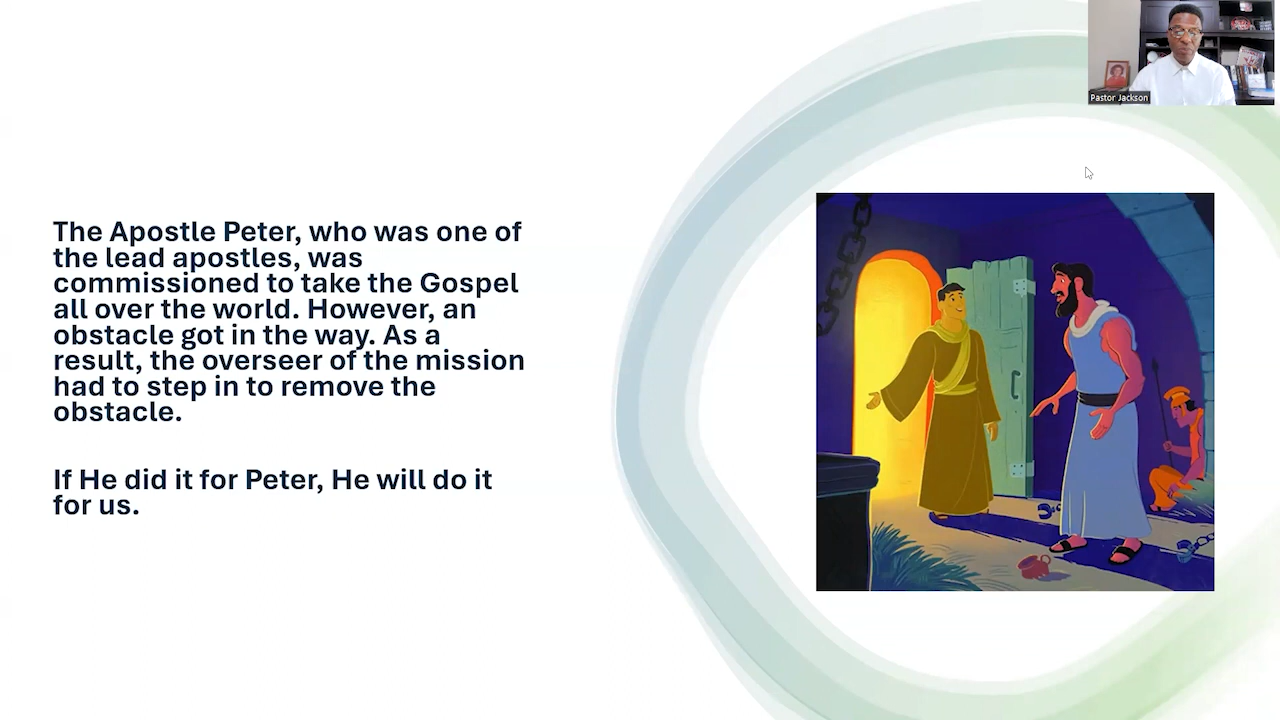 Pastor Jackson
The Apostle Peter, who was one of
the lead apostles, was
commissioned to take the Gospel
all over the world. However, an
obstacle got in the way. As a
result, the overseer of the mission
had to step in to remove the
obstacle.
If He did it for Peter, He will do it
for us.